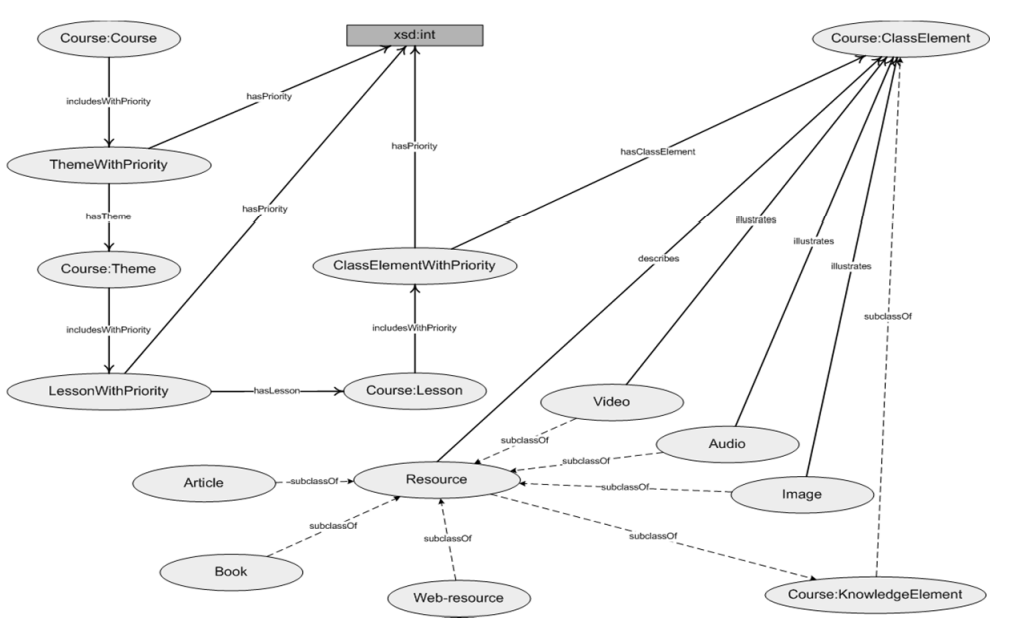 Course:Course
xsd:int
Course:ClassElement
includesWithPriority
hasPriority
hasPriority
hasClassElement
ThemeWithPriority
hasTheme
hasPriority
illustrates
illustrates
describes
illustrates
Course:Theme
ClassElementWithPriority
includesWithPriority
includesWithPriority
subclassOf
LessonWithPriority
hasLesson
Course:Lesson
Video
subclassOf
Audio
subclassOf
Article
subclassOf
Resource
subclassOf
Image
subclassOf
subclassOf
subclassOf
Book
Web-resource
Course:KnowledgeElement